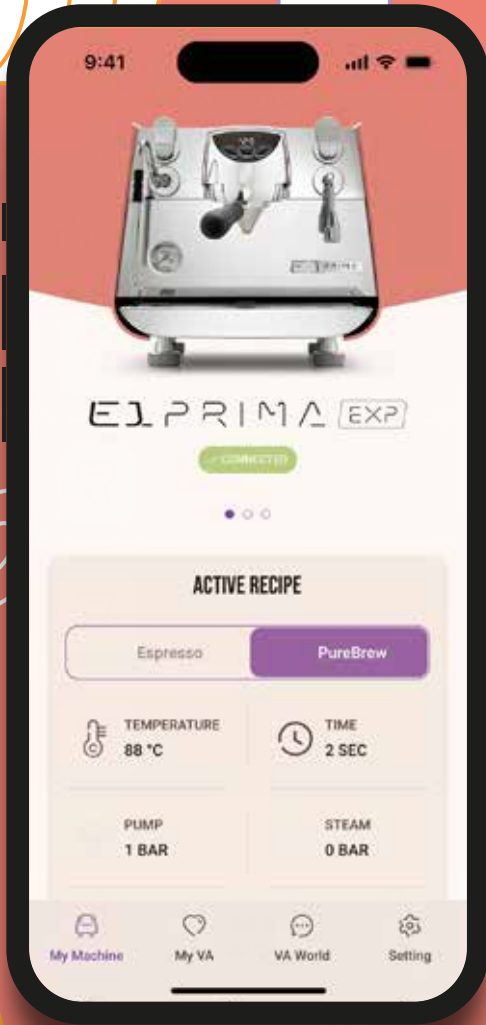 9:41
E1 PRIMA EXP
CONNECTED
ACTIVE RECIPE
Espresso PureBrew
TEMPERATURE TIME
88 °C 2 SEC
PUMP STEAM
1 BAR 0 BAR
My Machine My VA VA World Setting